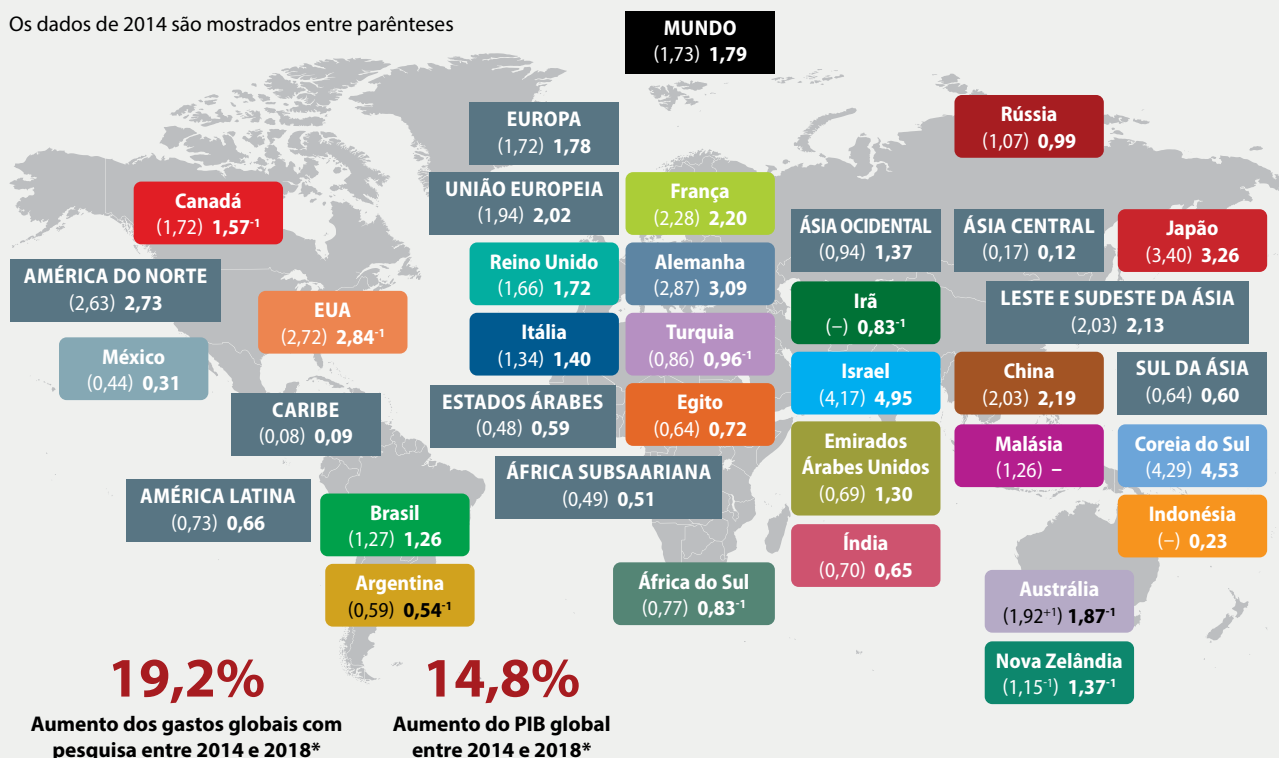 Os dados de 2014 são mostrados entre parênteses
MUNDO
(1,73) 1,79
EUROPA
(1,72) 1,78
Rússia
(1,07) 0,99
UNIÃO EUROPEIA
(1,94) 2,02
França
(2,28) 2,20
Canadá
(1,72) 1,57⁻¹
ÁSIA OCIDENTAL
(0,94) 1,37
ÁSIA CENTRAL
(0,17) 0,12
Japão
(3,40) 3,26
Reino Unido
(1,66) 1,72
Alemanha
(2,87) 3,09
AMÉRICA DO NORTE
(2,63) 2,73
EUA
(2,72) 2,84⁻¹
Irã
(–) 0,83⁻¹
LESTE E SUDESTE DA ÁSIA
(2,03) 2,13
Itália
(1,34) 1,40
Turquia
(0,86) 0,96⁻¹
México
(0,44) 0,31
Israel
(4,17) 4,95
China
(2,03) 2,19
SUL DA ÁSIA
(0,64) 0,60
CARIBE
(0,08) 0,09
ESTADOS ÁRABES
(0,48) 0,59
Egito
(0,64) 0,72
Emirados
Árabes Unidos
(0,69) 1,30
Malásia
(1,26) –
Coreia do Sul
(4,29) 4,53
ÁFRICA SUBSAARIANA
(0,49) 0,51
AMÉRICA LATINA
(0,73) 0,66
Brasil
(1,27) 1,26
Indonésia
(–) 0,23
Índia
(0,70) 0,65
Argentina
(0,59) 0,54⁻¹
África do Sul
(0,77) 0,83⁻¹
Austrália
(1,92⁺¹) 1,87⁻¹
Nova Zelândia
(1,15⁻¹) 1,37⁻¹
19,2%
Aumento dos gastos globais com
pesquisa entre 2014 e 2018*
14,8%
Aumento do PIB global
entre 2014 e 2018*